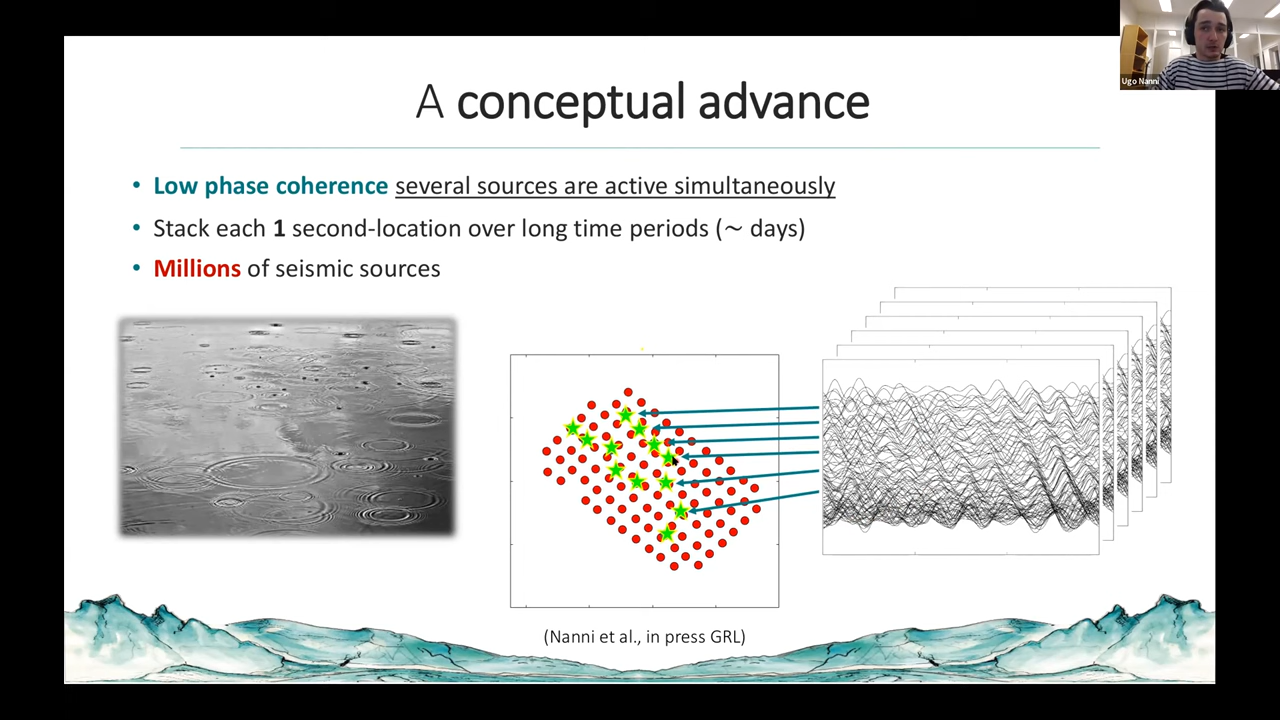 Ugo Nanni
A conceptual advance
• Low phase coherence several sources are active simultaneously
• Stack each 1 second-location over long time periods (~ days)
• Millions of seismic sources
(Nanni et al., in press GRL)